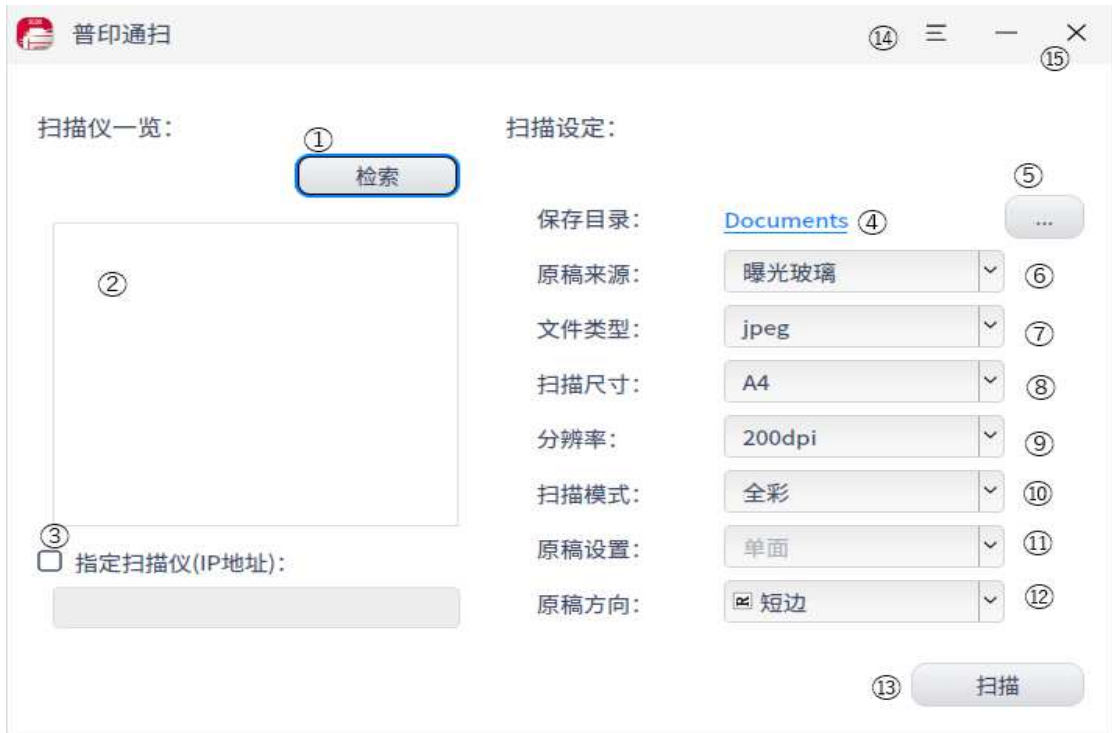 普印通扫
⑭
⑮
扫描仪一览：
①
检索
②
③
指定扫描仪(IP地址)：
扫描设定：
⑤
保存目录： Documents ④ ...
原稿来源： 曝光玻璃 ⑥
文件类型： jpeg ⑦
扫描尺寸： A4 ⑧
分辨率： 200dpi ⑨
扫描模式： 全彩 ⑩
原稿设置： 单面 ⑪
原稿方向： R 短边 ⑫
⑬ 扫描